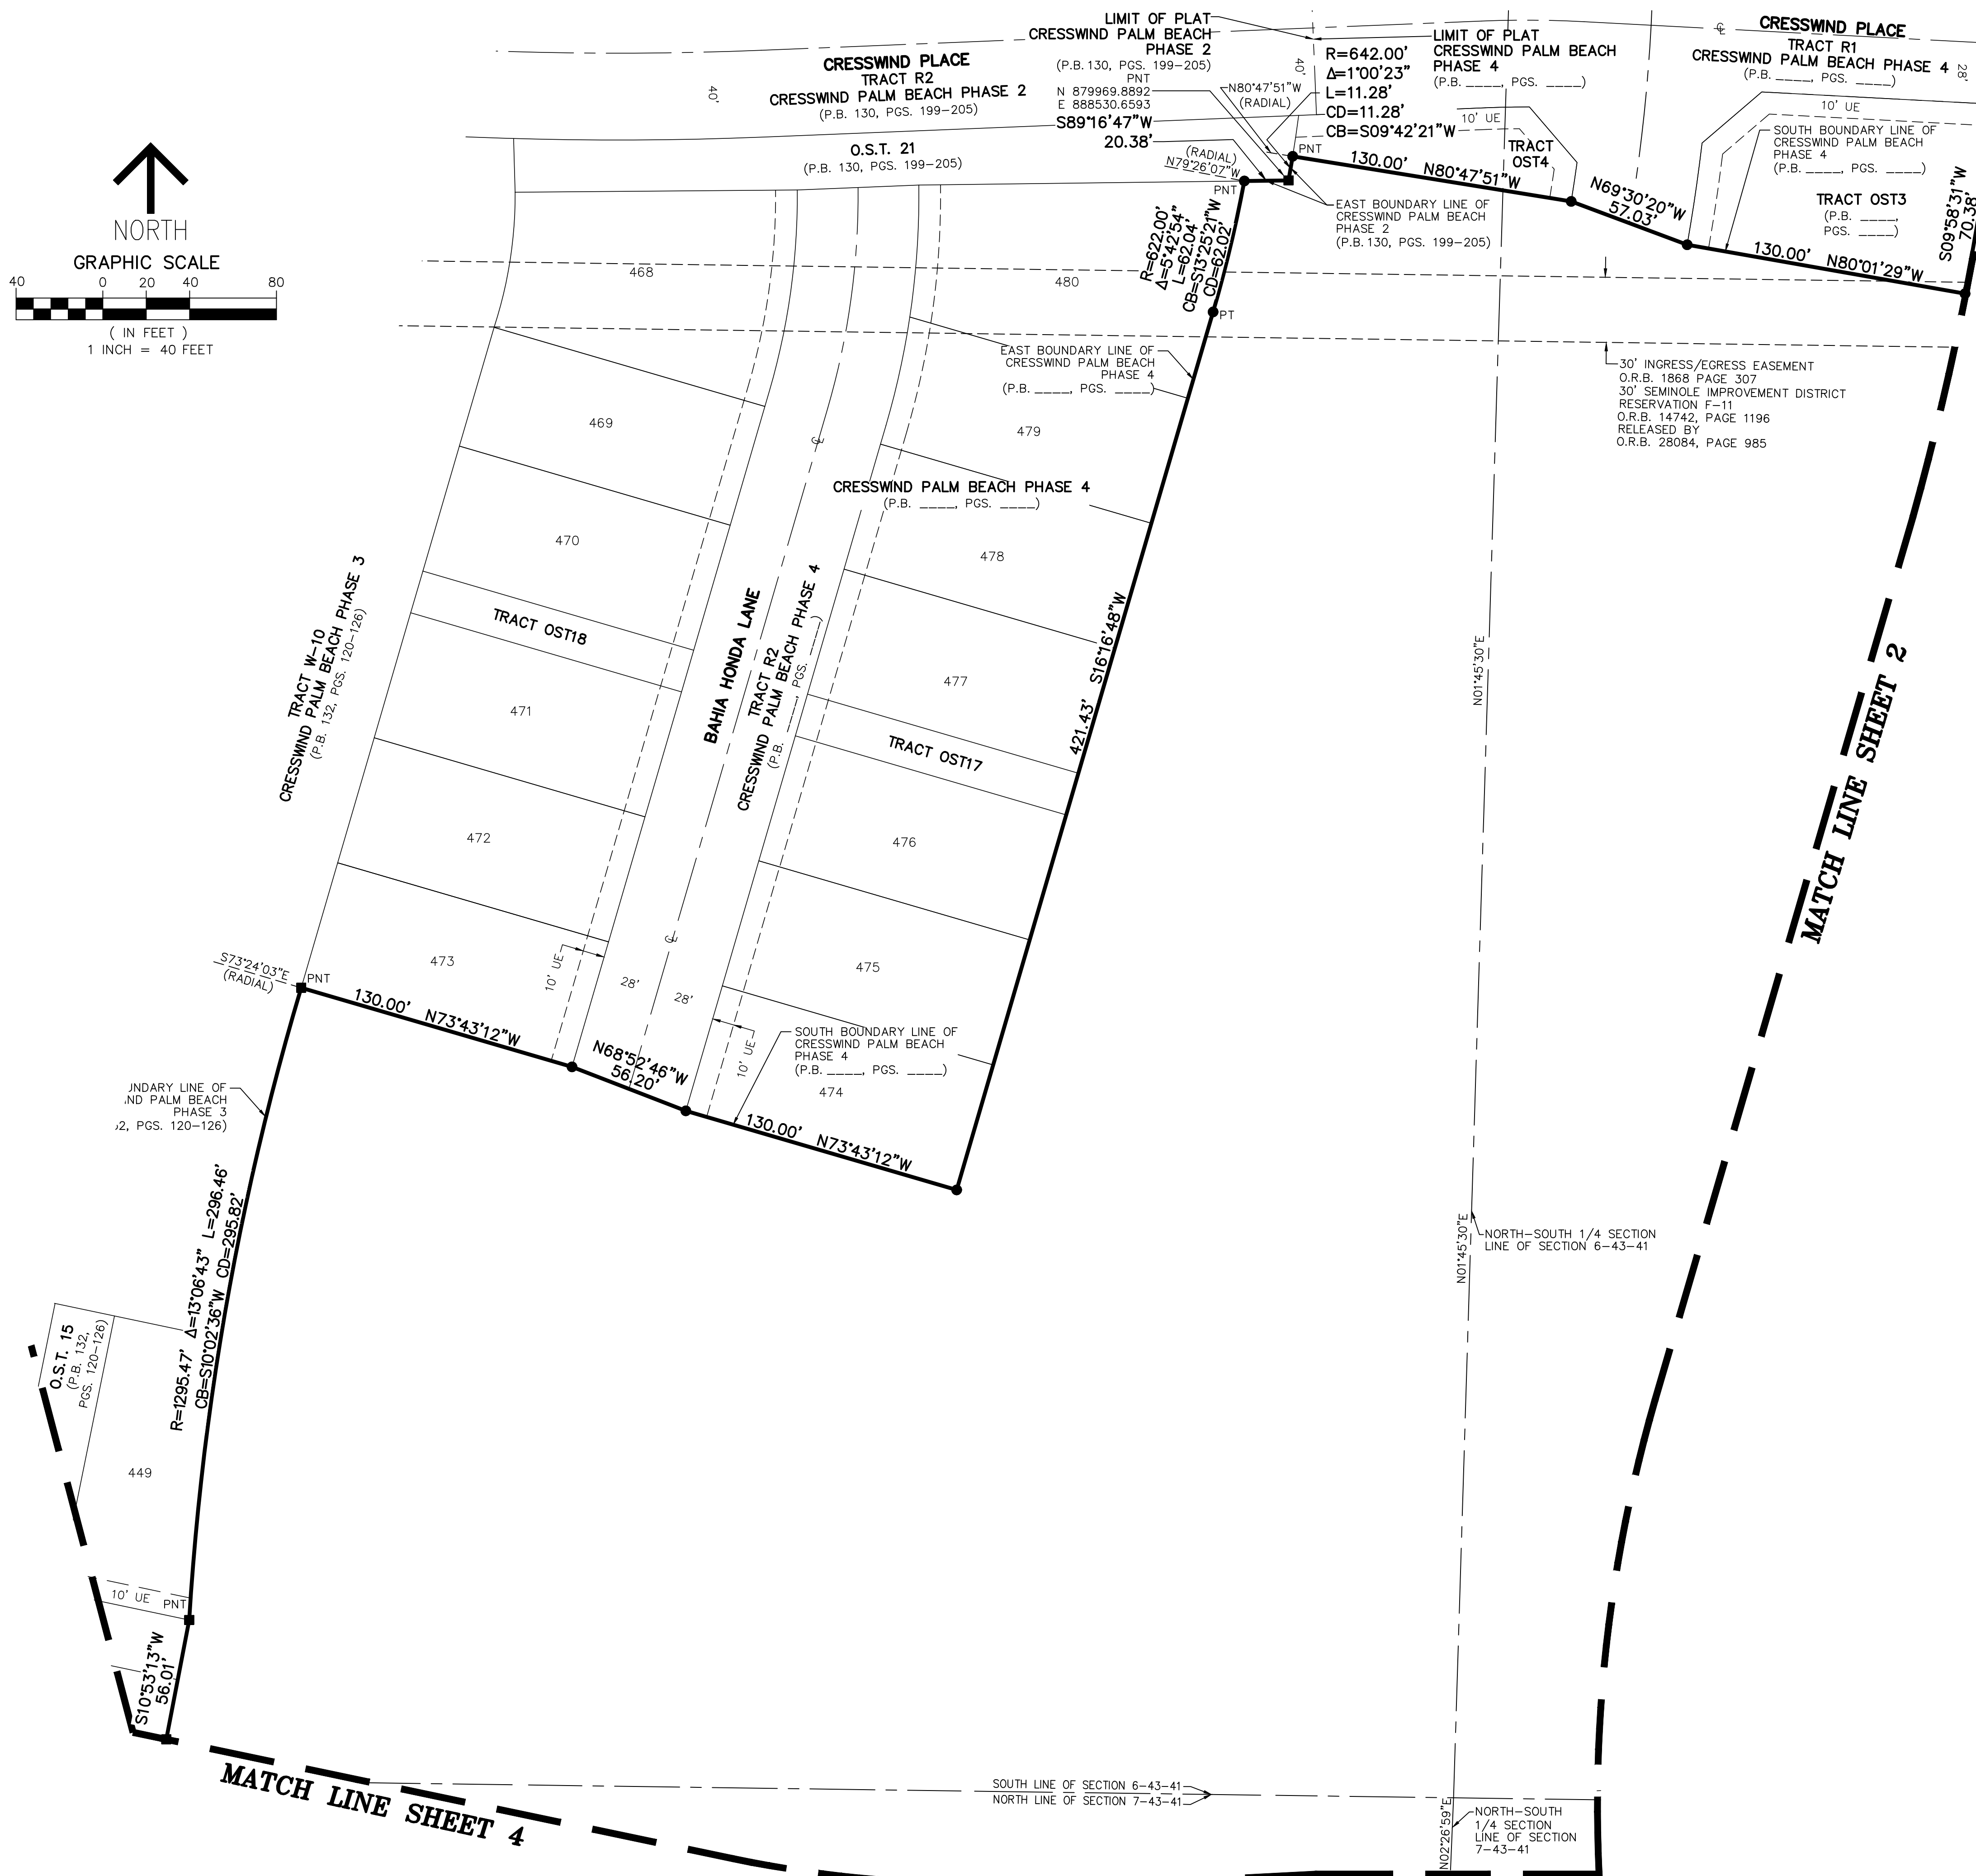 LIMIT OF PLAT
CRESSWIND PALM BEACH
PHASE 2
(P.B. 130, PGS. 199-205)
PNT
N 879969.8892
E 888530.6593
S89°16'47"W
20.38'
CRESSWIND PLACE
TRACT R2
CRESSWIND PALM BEACH PHASE 2
(P.B. 130, PGS. 199-205)
40'
O.S.T. 21
(P.B. 130, PGS. 199-205)
40'
N80°47'51"W
(RADIAL)
R=642.00'
Δ=1°00'23"
L=11.28'
CD=11.28'
CB=S09°42'21"W
LIMIT OF PLAT
CRESSWIND PALM BEACH
PHASE 4
(P.B. ____, PGS. ____)
10' UE
TRACT
OST4
℄
CRESSWIND PLACE
TRACT R1
CRESSWIND PALM BEACH PHASE 4
(P.B. ____, PGS. ____)
28'
10' UE
SOUTH BOUNDARY LINE OF
CRESSWIND PALM BEACH
PHASE 4
(P.B. ____, PGS. ____)
TRACT OST3
(P.B. ____,
PGS. ____)
S09°58'31"W
70.38'
(RADIAL)
N79°26'07"W
PNT
PNT
130.00' N80°47'51"W
N69°30'20"W
57.03'
130.00' N80°01'29"W
EAST BOUNDARY LINE OF
CRESSWIND PALM BEACH
PHASE 2
(P.B.130, PGS. 199-205)
NORTH
GRAPHIC SCALE
40 0 20 40 80
( IN FEET )
1 INCH = 40 FEET
468
480
R=622.00'
Δ=5°42'54"
L=62.04'
CB=S13°25'21"W
CD=62.02'
PT
EAST BOUNDARY LINE OF
CRESSWIND PALM BEACH
PHASE 4
(P.B. ____, PGS. ____)
30' INGRESS/EGRESS EASEMENT
O.R.B. 1868 PAGE 307
30' SEMINOLE IMPROVEMENT DISTRICT
RESERVATION F-11
O.R.B. 14742, PAGE 1196
RELEASED BY
O.R.B. 28084, PAGE 985
469
479
℄
CRESSWIND PALM BEACH PHASE 4
(P.B. ____, PGS. ____)
470
478
TRACT W-10
CRESSWIND PALM BEACH PHASE 3
(P.B. 132, PGS. 120-126)
TRACT OST18
BAHIA HONDA LANE
TRACT R2
CRESSWIND PALM BEACH PHASE 4
(P.B. ____, PGS. ____)
421.43' S16°16'48"W
N01°45'30"E
MATCH LINE SHEET 2
477
471
TRACT OST17
472
476
473
475
℄
S73°24'03"E
(RADIAL)
PNT
10' UE
28'
28'
130.00' N73°43'12"W
N68°52'46"W
56.20'
10' UE
SOUTH BOUNDARY LINE OF
CRESSWIND PALM BEACH
PHASE 4
(P.B. ____, PGS. ____)
474
130.00' N73°43'12"W
LINE OF
PALM BEACH
PHASE 3
PGS. 120-126)
R=1295.47' Δ=13°06'43" L=296.46'
CB=S10°02'36"W CD=295.82'
N01°45'30"E
NORTH-SOUTH 1/4 SECTION
LINE OF SECTION 6-43-41
O.S.T. 15
(P.B. 132,
PGS. 120-126)
449
10' UE
PNT
S10°53'13"W
56.01'
MATCH LINE SHEET 4
SOUTH LINE OF SECTION 6-43-41
NORTH LINE OF SECTION 7-43-41
N02°26'59"E
NORTH-SOUTH
1/4 SECTION
LINE OF SECTION
7-43-41